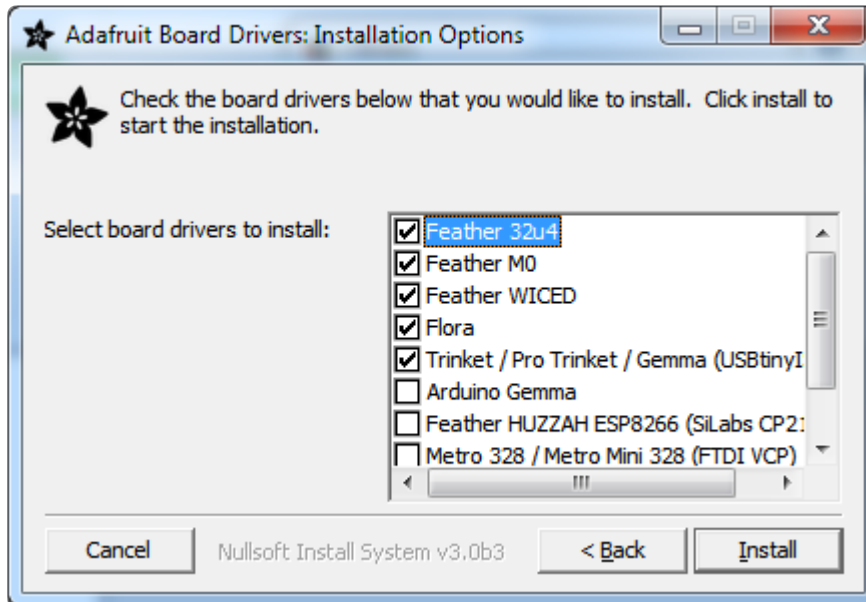 Adafruit Board Drivers: Installation Options
Check the board drivers below that you would like to install. Click install to
start the installation.
Select board drivers to install:
Feather 32u4
Feather M0
Feather WICED
Flora
Trinket / Pro Trinket / Gemma (USBtinyI
Arduino Gemma
Feather HUZZAH ESP8266 (SiLabs CP21
Metro 328 / Metro Mini 328 (FTDI VCP)
Cancel
Nullsoft Install System v3.0b3
< Back
Install